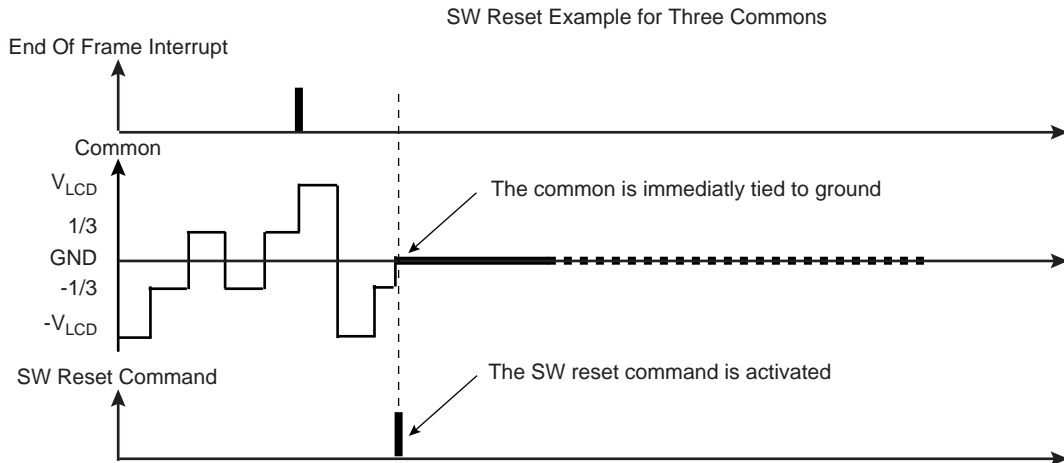 SW Reset Example for Three Commons
End Of Frame Interrupt
Common
VLCD
1/3
GND
-1/3
-VLCD
The common is immediatly tied to ground
SW Reset Command
The SW reset command is activated